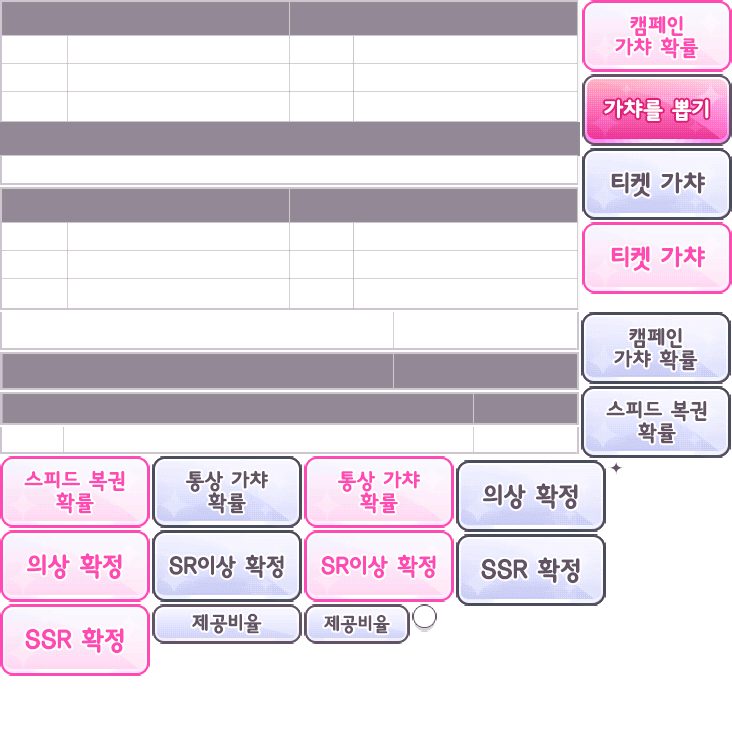 캠페인
가챠 확률
가챠를 뽑기
티켓 가챠
티켓 가챠
캠페인
가챠 확률
스피드 복권
확률
스피드 복권
확률
통상 가챠
확률
통상 가챠
확률
의상 확정
의상 확정
SR이상 확정
SR이상 확정
SSR 확정
SSR 확정
제공비율
제공비율